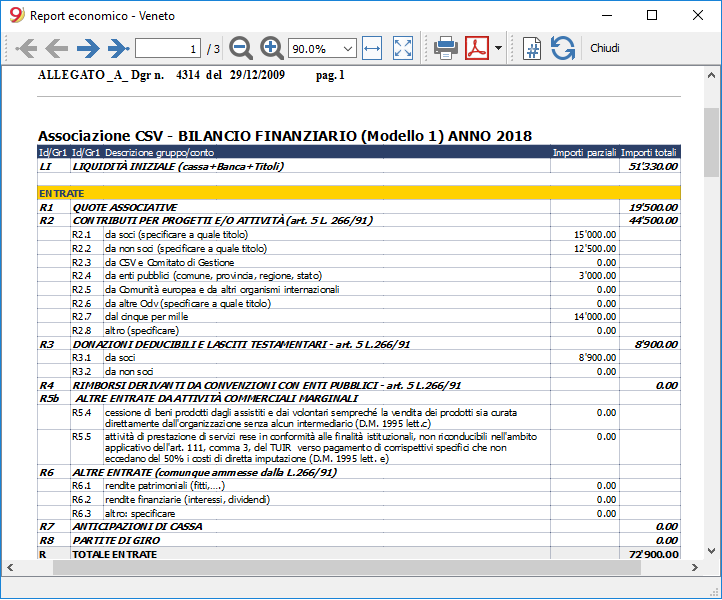 Report economico - Veneto
1 / 3 90.0% Chiudi
ALLEGATO _A_ Dgr n. 4314 del 29/12/2009 pag. 1
Associazione CSV - BILANCIO FINANZIARIO (Modello 1) ANNO 2018
Id/Gr1 Id/Gr1 Descrizione gruppo/conto Importi parziali Importi totali
LI LIQUIDITÀ INIZIALE (cassa+Banca+Titoli) 51'330.00
ENTRATE
R1 QUOTE ASSOCIATIVE 19'500.00
R2 CONTRIBUTI PER PROGETTI E/O ATTIVITÀ (art. 5 L. 266/91) 44'500.00
R2.1 da soci (specificare a quale titolo) 15'000.00
R2.2 da non soci (specificare a quale titolo) 12'500.00
R2.3 da CSV e Comitato di Gestione 0.00
R2.4 da enti pubblici (comune, provincia, regione, stato) 3'000.00
R2.5 da Comunità europea e da altri organismi internazionali 0.00
R2.6 da altre Odv (specificare a quale titolo) 0.00
R2.7 dal cinque per mille 14'000.00
R2.8 altro (specificare) 0.00
R3 DONAZIONI DEDUCIBILI E LASCITI TESTAMENTARI - art. 5 L.266/91 8'900.00
R3.1 da soci 8'900.00
R3.2 da non soci 0.00
R4 RIMBORSI DERIVANTI DA CONVENZIONI CON ENTI PUBBLICI - art. 5 L.266/91 0.00
R5b ALTRE ENTRATE DA ATTIVITÀ COMMERCIALI MARGINALI
R5.4 cessione di beni prodotti dagli assistiti e dai volontari sempreché la vendita dei prodotti sia curata 0.00
direttamente dall'organizzazione senza alcun intermediario (D.M. 1995 lett.c)
R5.5 attività di prestazione di servizi rese in conformità alle finalità istituzionali, non riconducibili nell'ambito 0.00
applicativo dell'art. 111, comma 3, del TUIR verso pagamento di corrispettivi specifici che non
eccedano del 50% i costi di diretta imputazione (D.M. 1995 lett. e)
R6 ALTRE ENTRATE (comunque ammesse dalla L.266/91)
R6.1 rendite patrimoniali (fitti,....) 0.00
R6.2 rendite finanziarie (interessi, dividendi) 0.00
R6.3 altro: specificare 0.00
R7 ANTICIPAZIONI DI CASSA 0.00
R8 PARTITE DI GIRO 0.00
R TOTALE ENTRATE 72'900.00